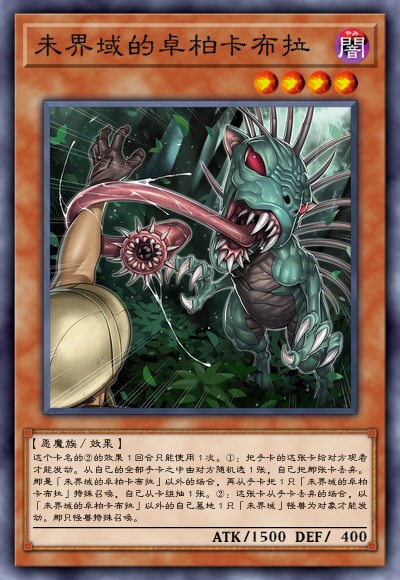 未界域的卓柏卡布拉
やみ
闇
【恶魔族／效果】
这个卡名的②的效果1回合只能使用1次。①：把手卡的这张卡给对方观看
才能发动。从自己的全部手卡之中由对方随机选1张，自己把那张卡丢弃。
那是「未界域的卓柏卡布拉」以外的场合，再从手卡把1只「未界域的卓柏
卡布拉」特殊召唤，自己从卡组抽1张。②：这张卡从手卡丢弃的场合，以
「未界域的卓柏卡布拉」以外的自己墓地1只「未界域」怪兽为对象才能发
动。那只怪兽特殊召唤。
ATK/1500 DEF/ 400